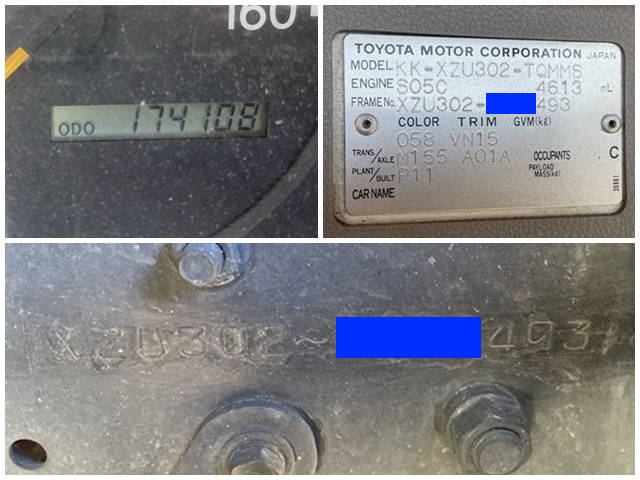 160
ODO 174108
TOYOTA MOTOR CORPORATION JAPAN
MODEL KK-XZU302-TQMMS
ENGINE S05C 4613 mL
FRAME No. XZU302- 493
COLOR TRIM GVM(kg)
058 VN15
TRANS/AXLE M155 A01A OCCUPANTS C
PLANT/BUILT P11 PAYLOAD MASS(kg)
CAR NAME
XZU302- 493